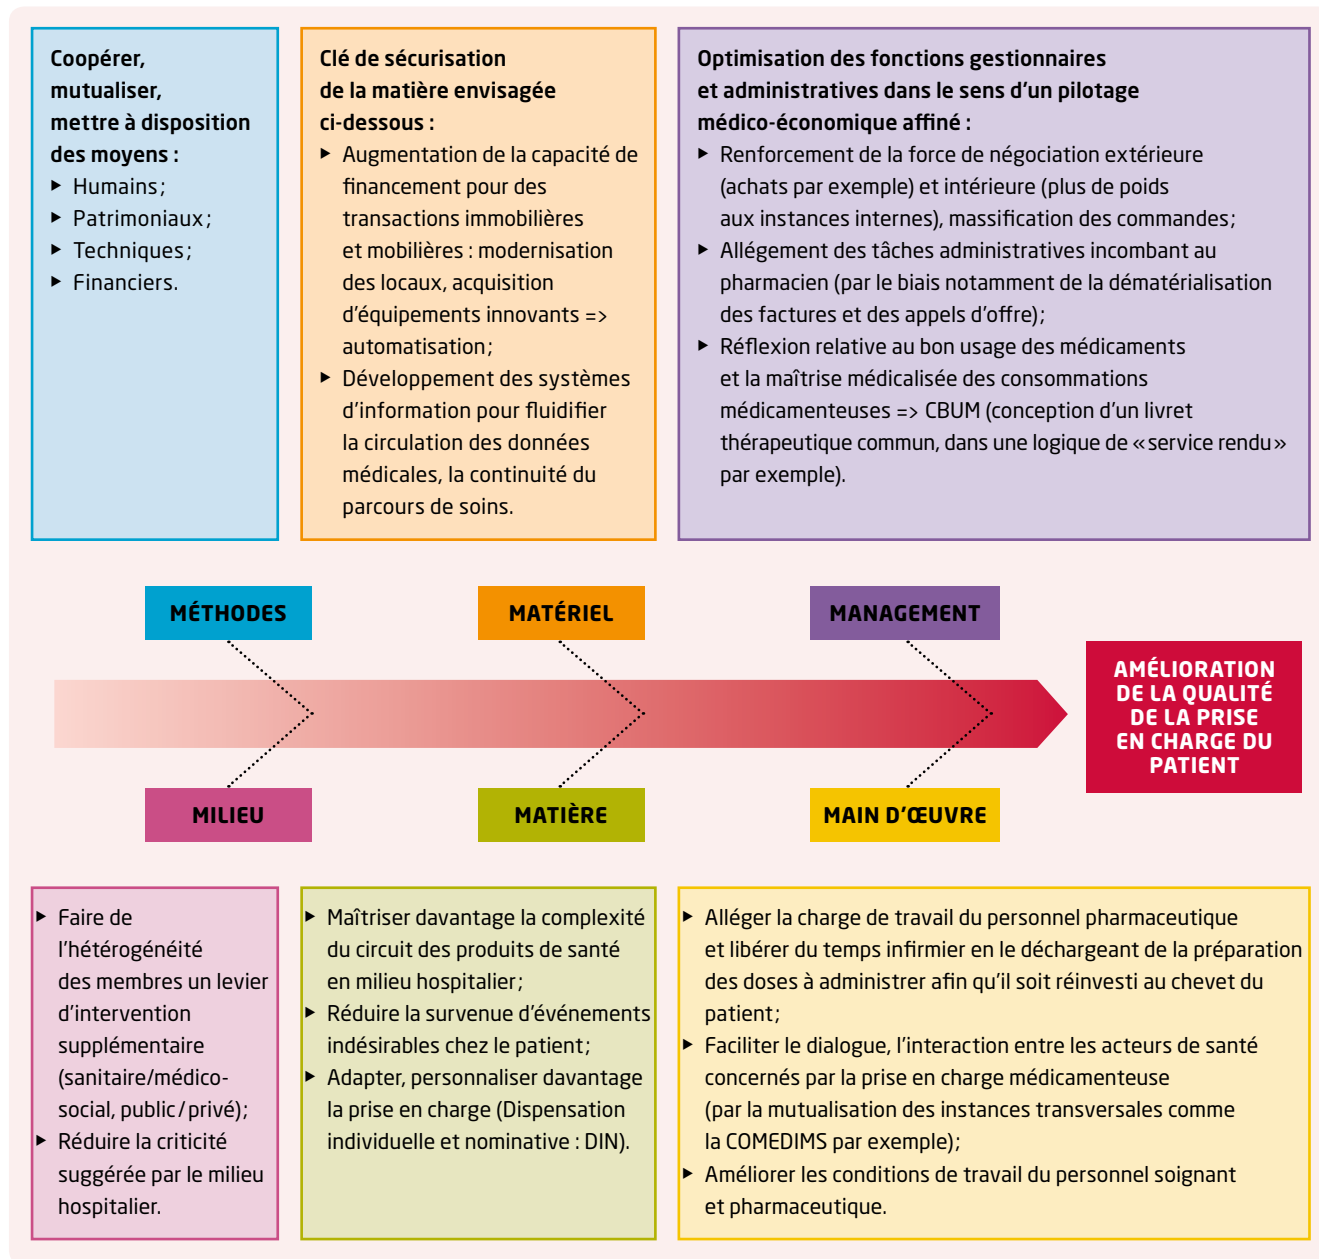 Coopérer,
mutualiser,
mettre à disposition
des moyens :
▶ Humains ;
▶ Patrimoniaux ;
▶ Techniques ;
▶ Financiers.
Clé de sécurisation
de la matière envisagée
ci-dessous :
▶ Augmentation de la capacité de
financement pour des
transactions immobilières
et mobilières : modernisation
des locaux, acquisition
d'équipements innovants =>
automatisation ;
▶ Développement des systèmes
d'information pour fluidifier
la circulation des données
médicales, la continuité du
parcours de soins.
Optimisation des fonctions gestionnaires
et administratives dans le sens d'un pilotage
médico-économique affiné :
▶ Renforcement de la force de négociation extérieure
(achats par exemple) et intérieure (plus de poids
aux instances internes), massification des commandes ;
▶ Allégement des tâches administratives incombant au
pharmacien (par le biais notamment de la dématérialisation
des factures et des appels d'offre) ;
▶ Réflexion relative au bon usage des médicaments
et la maîtrise médicalisée des consommations
médicamenteuses => CBUM (conception d'un livret
thérapeutique commun, dans une logique de « service rendu »
par exemple).
MÉTHODES
MATÉRIEL
MANAGEMENT
AMÉLIORATION
DE LA QUALITÉ
DE LA PRISE
EN CHARGE DU
PATIENT
MILIEU
MATIÈRE
MAIN D'ŒUVRE
▶ Faire de
l'hétérogénéité
des membres un levier
d'intervention
supplémentaire
(sanitaire/médico-
social, public / privé) ;
▶ Réduire la criticité
suggérée par le milieu
hospitalier.
▶ Maîtriser davantage la complexité
du circuit des produits de santé
en milieu hospitalier ;
▶ Réduire la survenue d'événements
indésirables chez le patient ;
▶ Adapter, personnaliser davantage
la prise en charge (Dispensation
individuelle et nominative : DIN).
▶ Alléger la charge de travail du personnel pharmaceutique
et libérer du temps infirmier en le déchargeant de la préparation
des doses à administrer afin qu'il soit réinvesti au chevet du
patient ;
▶ Faciliter le dialogue, l'interaction entre les acteurs de santé
concernés par la prise en charge médicamenteuse
(par la mutualisation des instances transversales comme
la COMEDIMS par exemple) ;
▶ Améliorer les conditions de travail du personnel soignant
et pharmaceutique.